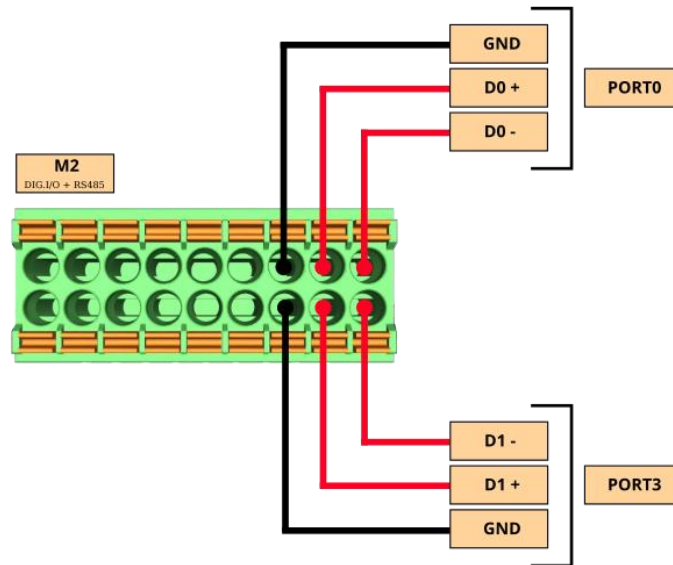 GND
D0 +
PORT0
D0 -
M2
DIG.I/O + RS485
D1 -
D1 +
PORT3
GND